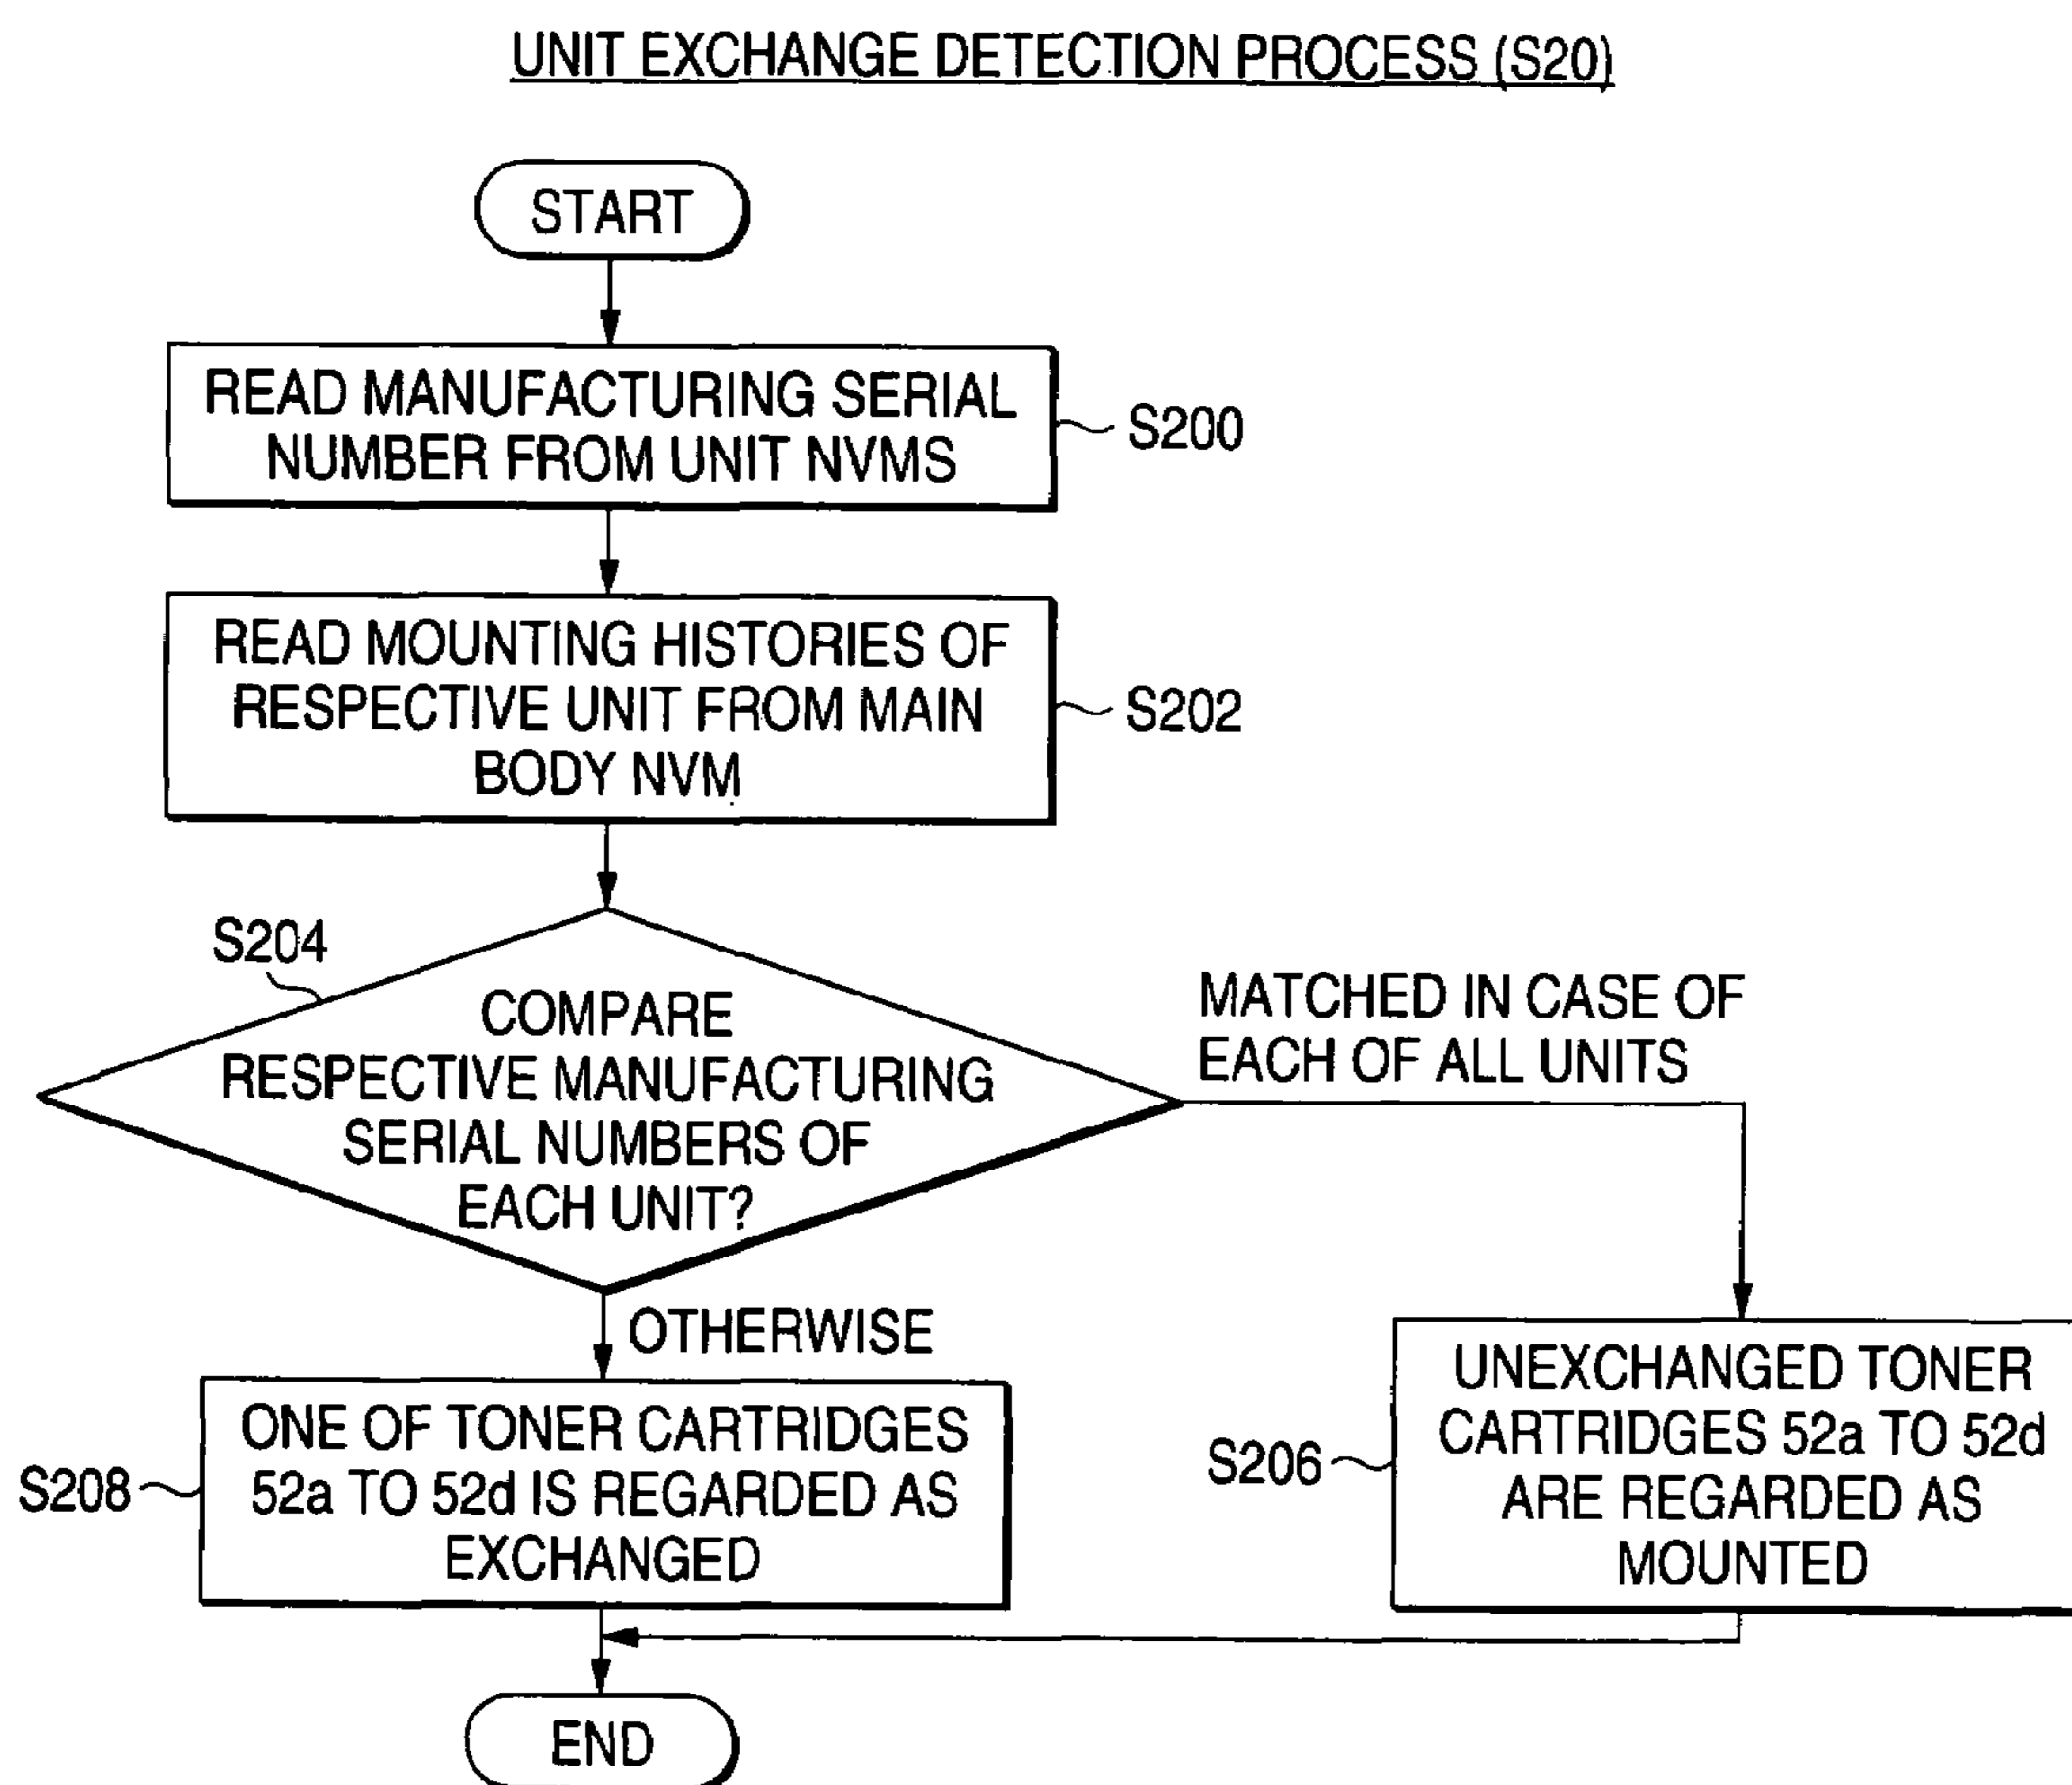 UNIT EXCHANGE DETECTION PROCESS (S20)
START
READ MANUFACTURING SERIAL
NUMBER FROM UNIT NVMS
S200
READ MOUNTING HISTORIES OF
RESPECTIVE UNIT FROM MAIN
BODY NVM
S202
S204
COMPARE
RESPECTIVE MANUFACTURING
SERIAL NUMBERS OF
EACH UNIT?
MATCHED IN CASE OF
EACH OF ALL UNITS
OTHERWISE
S208
ONE OF TONER CARTRIDGES
52a TO 52d IS REGARDED AS
EXCHANGED
S206
UNEXCHANGED TONER
CARTRIDGES 52a TO 52d
ARE REGARDED AS
MOUNTED
END